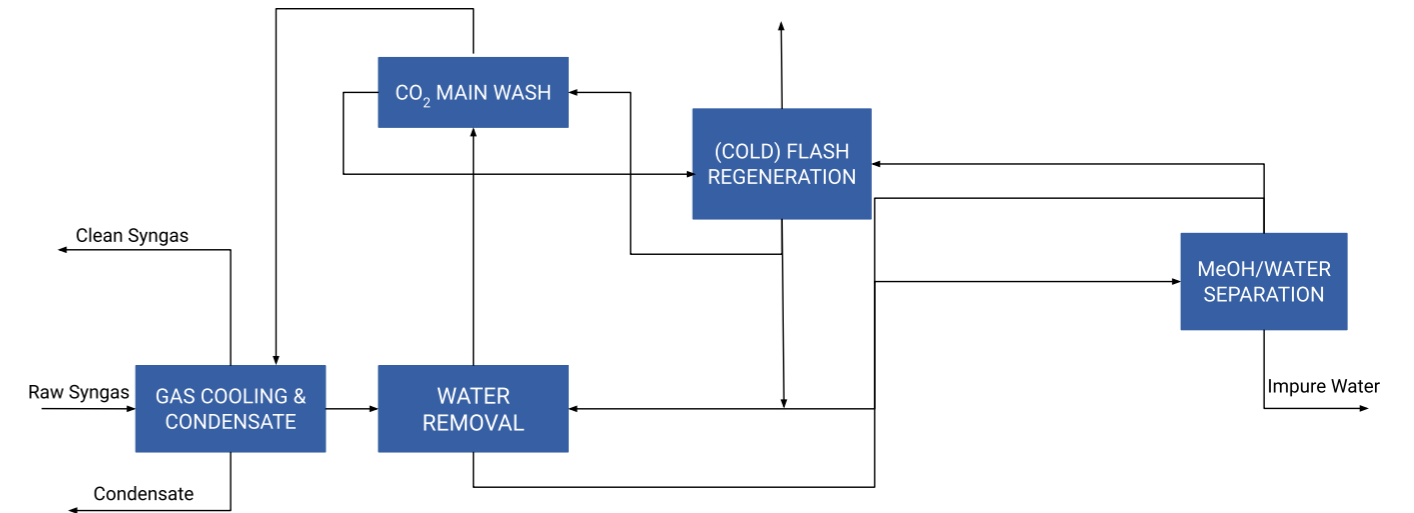 CO₂ MAIN WASH
(COLD) FLASH
REGENERATION
Clean Syngas
MeOH/WATER
SEPARATION
Raw Syngas
GAS COOLING &
CONDENSATE
WATER
REMOVAL
Impure Water
Condensate